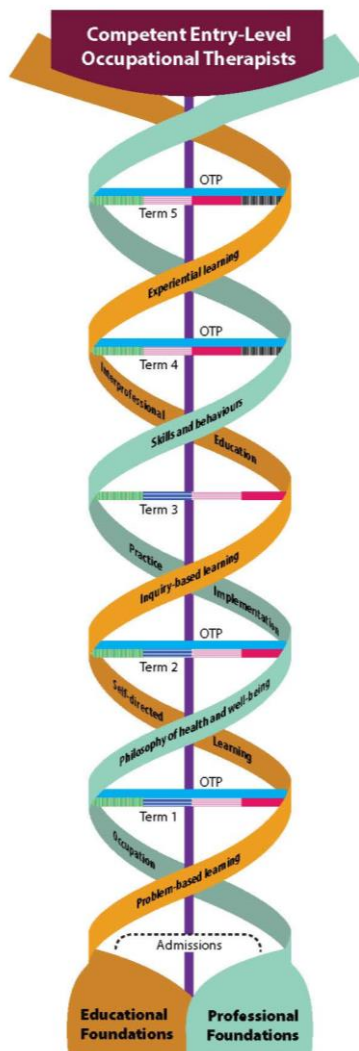 Competent Entry-Level
Occupational Therapists
OTP
Term 5
Experiential learning
OTP
Term 4
Interprofessional
Skills and behaviours
Education
Term 3
Practice
Inquiry-based learning
Implementation
OTP
Term 2
Self-directed
Philosophy of health and well-being
Learning
OTP
Term 1
Occupation
Problem-based learning
Admissions
Educational
Foundations
Professional
Foundations